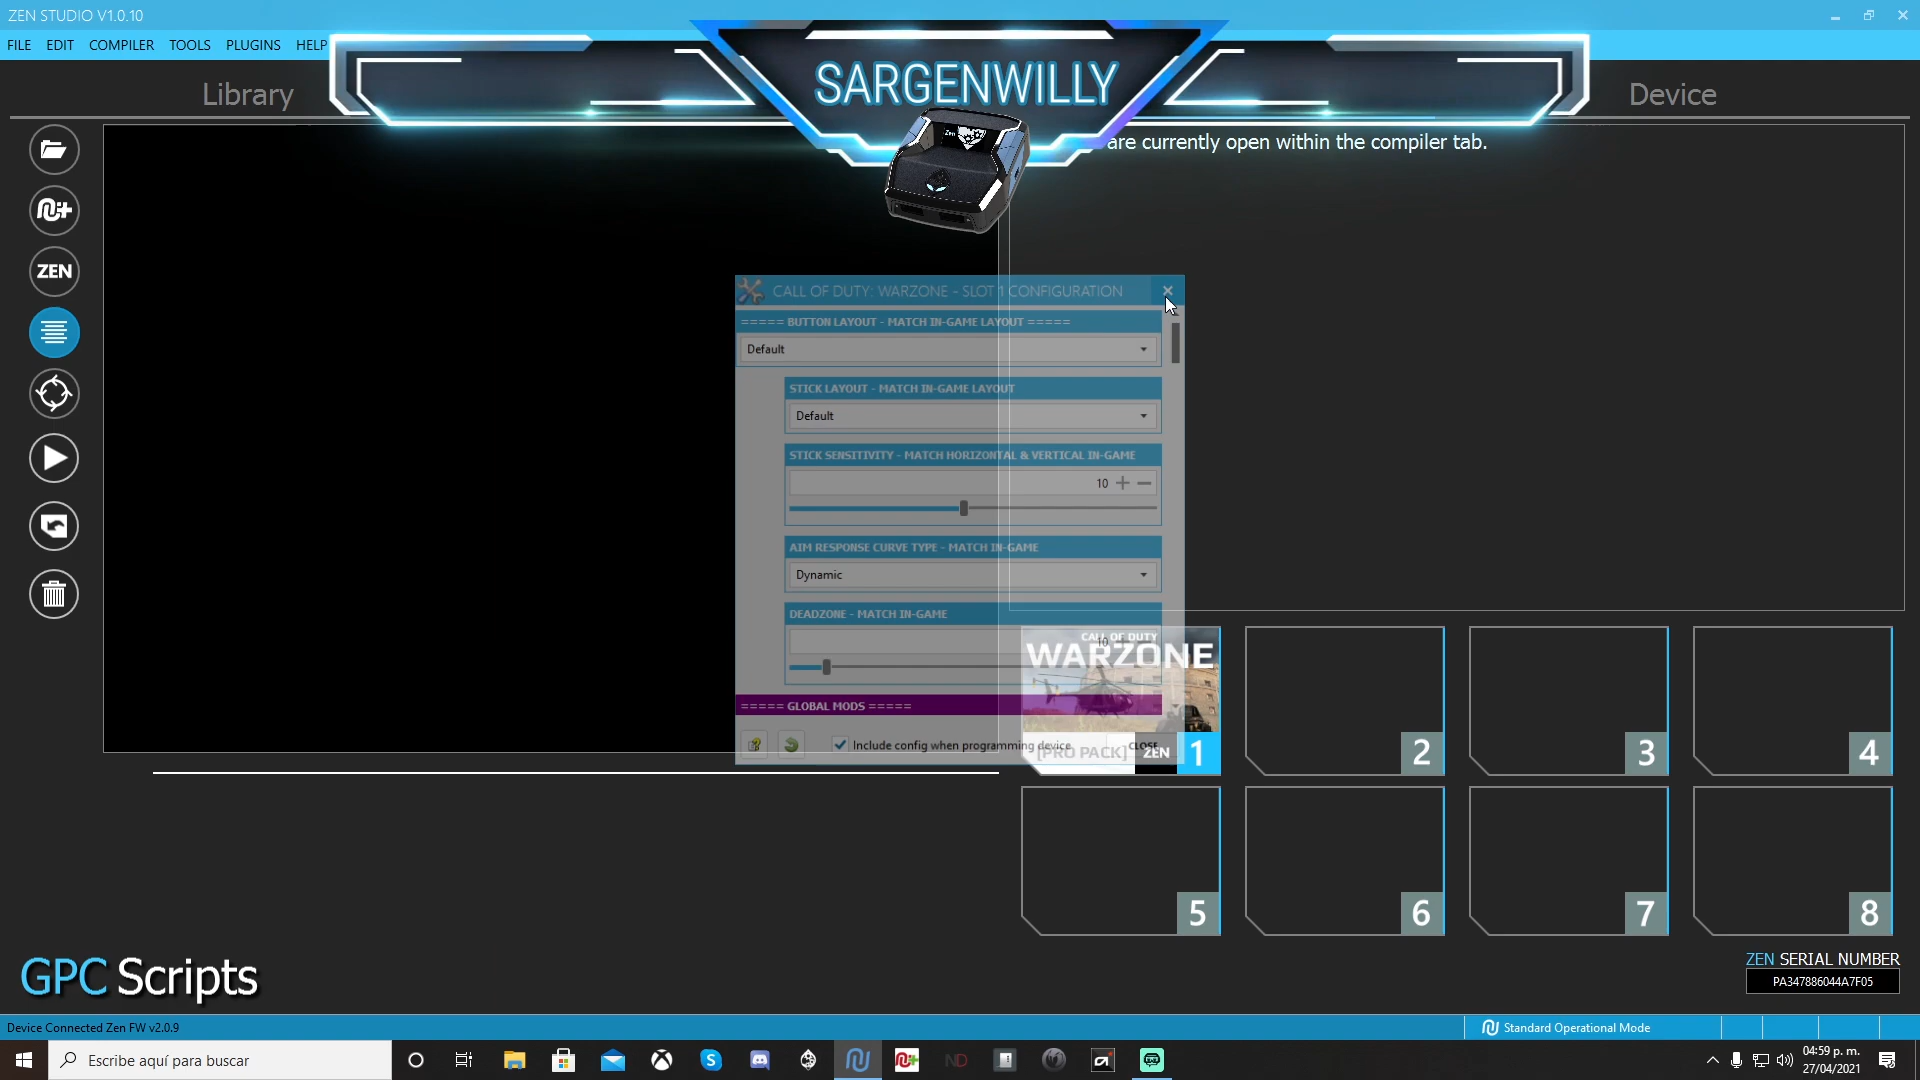 ZEN STUDIO V1.0.10
FILE EDIT COMPILER TOOLS PLUGINS HELP
SARGENWILLY
Library
Device
are currently open within the compiler tab.
ZEN
Zen
CALL OF DUTY: WARZONE - SLOT 1 CONFIGURATION
===== BUTTON LAYOUT - MATCH IN-GAME LAYOUT =====
Default
STICK LAYOUT - MATCH IN-GAME LAYOUT
Default
STICK SENSITIVITY - MATCH HORIZONTAL & VERTICAL IN-GAME
10
AIM RESPONSE CURVE TYPE - MATCH IN-GAME
Dynamic
DEADZONE - MATCH IN-GAME
10
===== GLOBAL MODS =====
Include config when programming device
CLOSE
CALL OF DUTY
WARZONE
[PRO PACK] ZEN 1
2
3
4
5
6
7
8
GPC Scripts
ZEN SERIAL NUMBER
PA347886044A7F05
Device Connected Zen FW v2.0.9
Standard Operational Mode
Escribe aquí para buscar
04:59 p. m.
27/04/2021